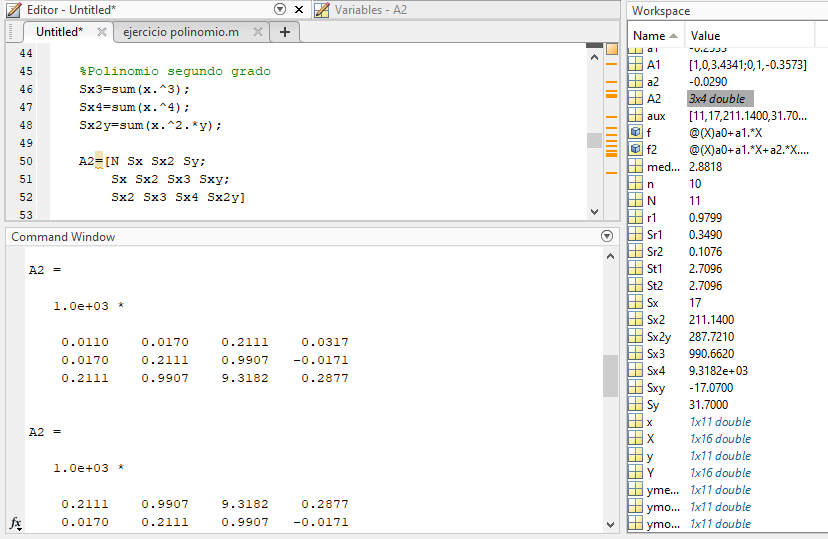 Editor - Untitled*
Variables - A2
Untitled*
ejercicio polinomio.m
44
45 %Polinomio segundo grado
46 Sx3=sum(x.^3);
47 Sx4=sum(x.^4);
48 Sx2y=sum(x.^2.*y);
49
50 A2=[N Sx Sx2 Sy;
51 Sx Sx2 Sx3 Sxy;
52 Sx2 Sx3 Sx4 Sx2y]
53
Command Window
A2 =
1.0e+03 *
0.0110 0.0170 0.2111 0.0317
0.0170 0.2111 0.9907 -0.0171
0.2111 0.9907 9.3182 0.2877
A2 =
1.0e+03 *
0.2111 0.9907 9.3182 0.2877
0.0170 0.2111 0.9907 -0.0171
fx
Workspace
Name Value
a1 -0.2933
A1 [1,0,3.4341;0,1,-0.3573]
a2 -0.0290
A2 3x4 double
aux [11,17,211.1400,31.70...
f @(X)a0+a1.*X
f2 @(X)a0+a1.*X+a2.*X....
med... 2.8818
n 10
N 11
r1 0.9799
Sr1 0.3490
Sr2 0.1076
St1 2.7096
St2 2.7096
Sx 17
Sx2 211.1400
Sx2y 287.7210
Sx3 990.6620
Sx4 9.3182e+03
Sxy -17.0700
Sy 31.7000
x 1x11 double
X 1x16 double
y 1x11 double
Y 1x16 double
yme... 1x11 double
ymo... 1x11 double
ymo... 1x11 double